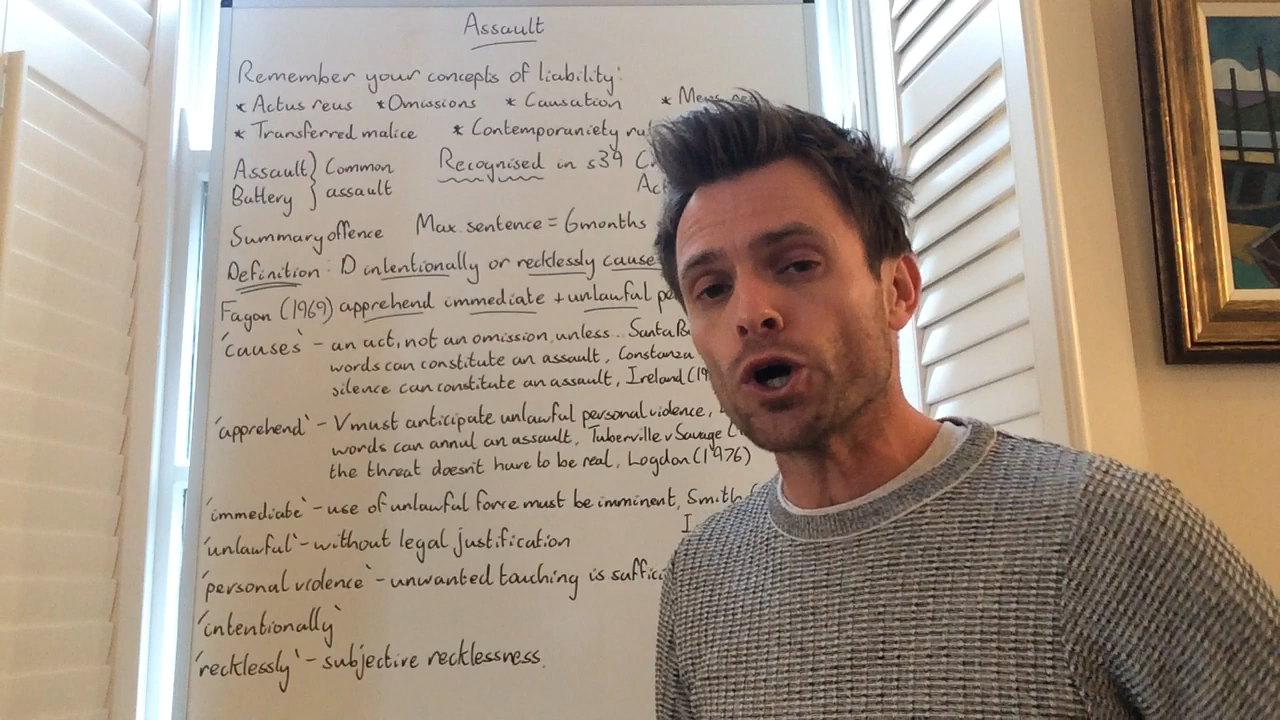 Assault
Remember your concepts of liability:
* Actus reus * Omissions * Causation * Mens
* Transferred malice * Contemporaniety
Assault } Common Recognised in s39
Battery } assault
Summary offence Max. sentence = 6 months
Definition: D intentionally or recklessly cause
Fagan (1969) apprehend immediate + unlawful
'causes' - an act, not an omission, unless... Santa
words can constitute an assault, Constanza
silence can constitute an assault, Ireland
'apprehend' - V must anticipate unlawful personal violence,
words can annul an assault, Tuberville v Savage
the threat doesn't have to be real, Logdon (1976)
'immediate' - use of unlawful force must be imminent, Smith
'unlawful' - without legal justification
'personal violence' - unwanted touching is
'intentionally'
'recklessly' - subjective recklessness.